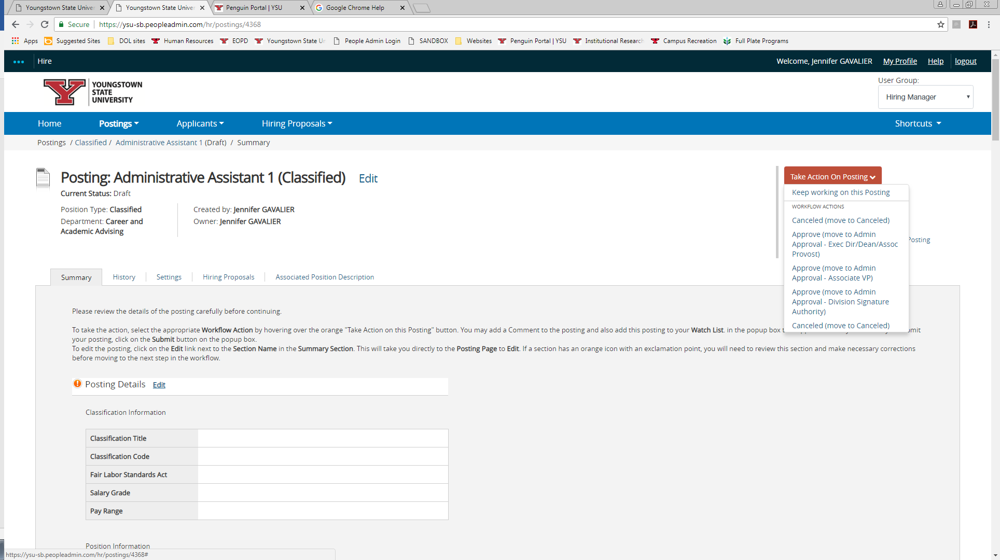 Youngstown State Univer
Youngstown State Univer
Penguin Portal | YSU
Google Chrome Help
Secure
https://ysu-sb.peopleadmin.com/hr/postings/4368
Apps
Suggested Sites
DOL sites
Human Resources
EOPD
Youngstown State Un
People Admin Login
SANDBOX
Websites
Penguin Portal | YSU
Institutional Research
Campus Recreation
Full Plate Programs
Hire
Welcome, Jennifer GAVALIER
My Profile
Help
logout
YOUNGSTOWN
STATE
UNIVERSITY
User Group:
Hiring Manager
Home
Postings
Applicants
Hiring Proposals
Shortcuts
Postings / Classified / Administrative Assistant 1 (Draft) / Summary
Posting: Administrative Assistant 1 (Classified) Edit
Current Status: Draft
Position Type: Classified
Department: Career and
Academic Advising
Created by: Jennifer GAVALIER
Owner: Jennifer GAVALIER
Take Action On Posting
Keep working on this Posting
WORKFLOW ACTIONS
Canceled (move to Canceled)
Approve (move to Admin
Approval - Exec Dir/Dean/Assoc
Provost)
Approve (move to Admin
Approval - Associate VP)
Approve (move to Admin
Approval - Division Signature
Authority)
Canceled (move to Canceled)
Posting
Summary
History
Settings
Hiring Proposals
Associated Position Description
Please review the details of the posting carefully before continuing.
To take the action, select the appropriate Workflow Action by hovering over the orange "Take Action on this Posting" button. You may add a Comment to the posting and also add this posting to your Watch List. in the popup box
your posting, click on the Submit button on the popup box.
To edit the posting, click on the Edit link next to the Section Name in the Summary Section. This will take you directly to the Posting Page to Edit. If a section has an orange icon with an exclamation point, you will need to review this section and make necessary corrections
before moving to the next step in the workflow.
Posting Details Edit
Classification Information
Classification Title
Classification Code
Fair Labor Standards Act
Salary Grade
Pay Range
Position Information
https://ysu-sb.peopleadmin.com/hr/postings/4368#